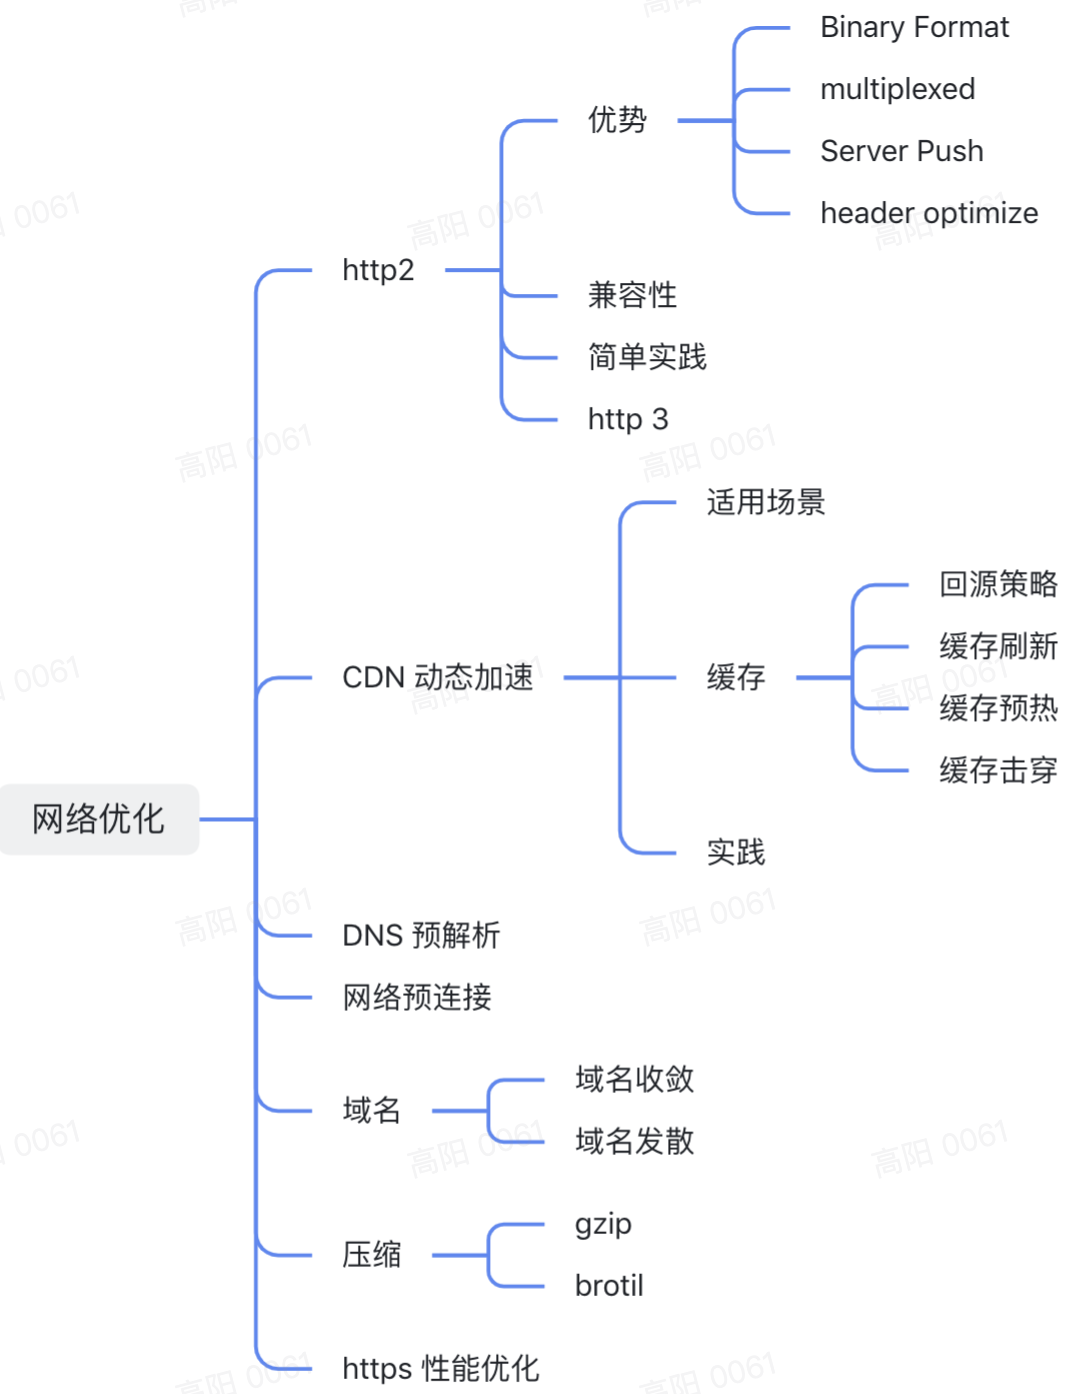 网络优化
http2
优势
Binary Format
multiplexed
Server Push
header optimize
兼容性
简单实践
http 3
CDN 动态加速
适用场景
缓存
回源策略
缓存刷新
缓存预热
缓存击穿
实践
DNS 预解析
网络预连接
域名
域名收敛
域名发散
压缩
gzip
brotil
https 性能优化
高阳 0061